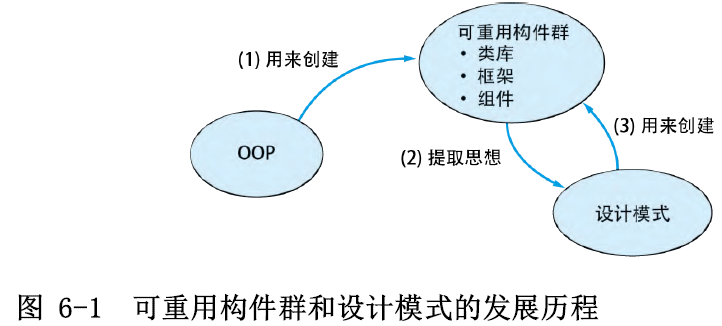 可重用构件群
• 类库
• 框架
• 组件
(1) 用来创建
OOP
(2) 提取思想
(3) 用来创建
设计模式
图 6-1 可重用构件群和设计模式的发展历程